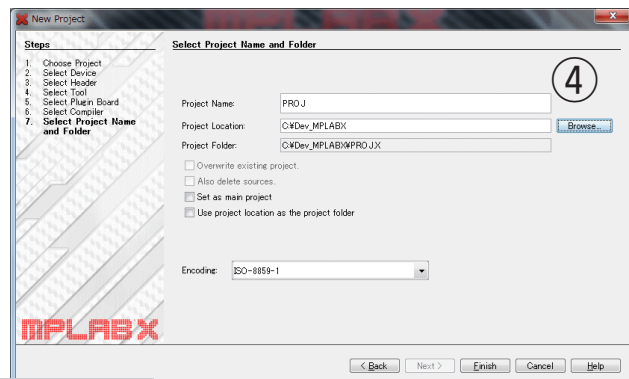 New Project
Steps
1. Choose Project
2. Select Device
3. Select Header
4. Select Tool
5. Select Plugin Board
6. Select Compiler
7. Select Project Name
and Folder
MPLAB X
Select Project Name and Folder
④
Project Name: PROJ
Project Location: C:¥Dev_MPLABX Browse...
Project Folder: C:¥Dev_MPLABX¥PROJ.X
Overwrite existing project.
Also delete sources.
Set as main project
Use project location as the project folder
Encoding: ISO-8859-1
< Back Next > Finish Cancel Help